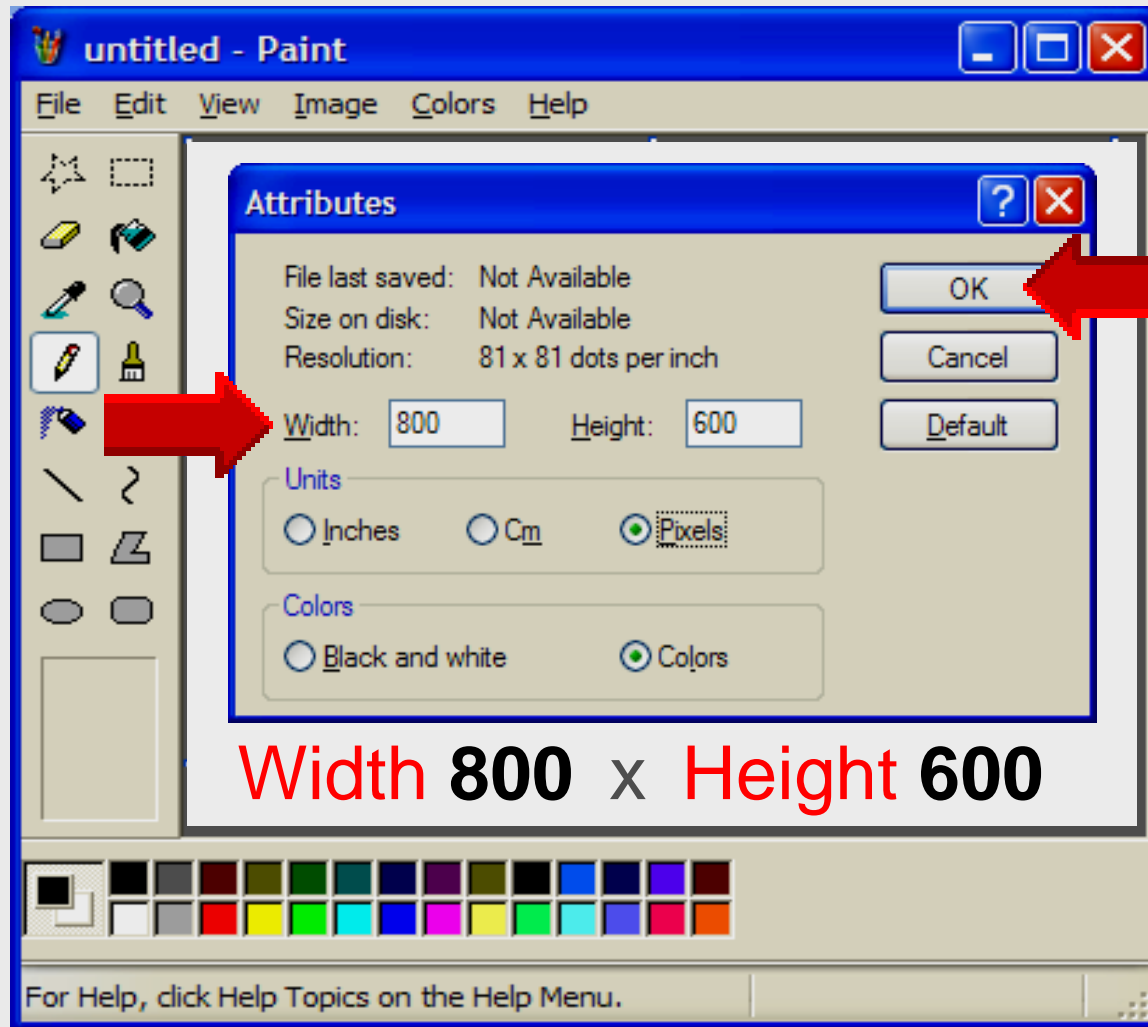 untitled - Paint
File Edit View Image Colors Help
Attributes
File last saved: Not Available
Size on disk: Not Available
Resolution: 81 x 81 dots per inch
OK
Cancel
Width: 800 Height: 600
Default
Units
Inches Cm Pixels
Colors
Black and white Colors
Width 800 x Height 600
For Help, click Help Topics on the Help Menu.